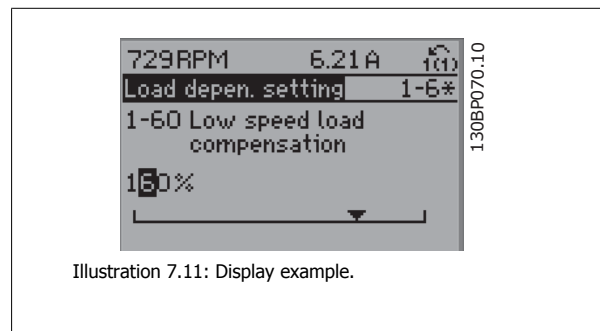 729RPM 6.21A 1(1)
Load depen. setting 1-6*
1-60 Low speed load
compensation
160%
130BP070.10
Illustration 7.11: Display example.